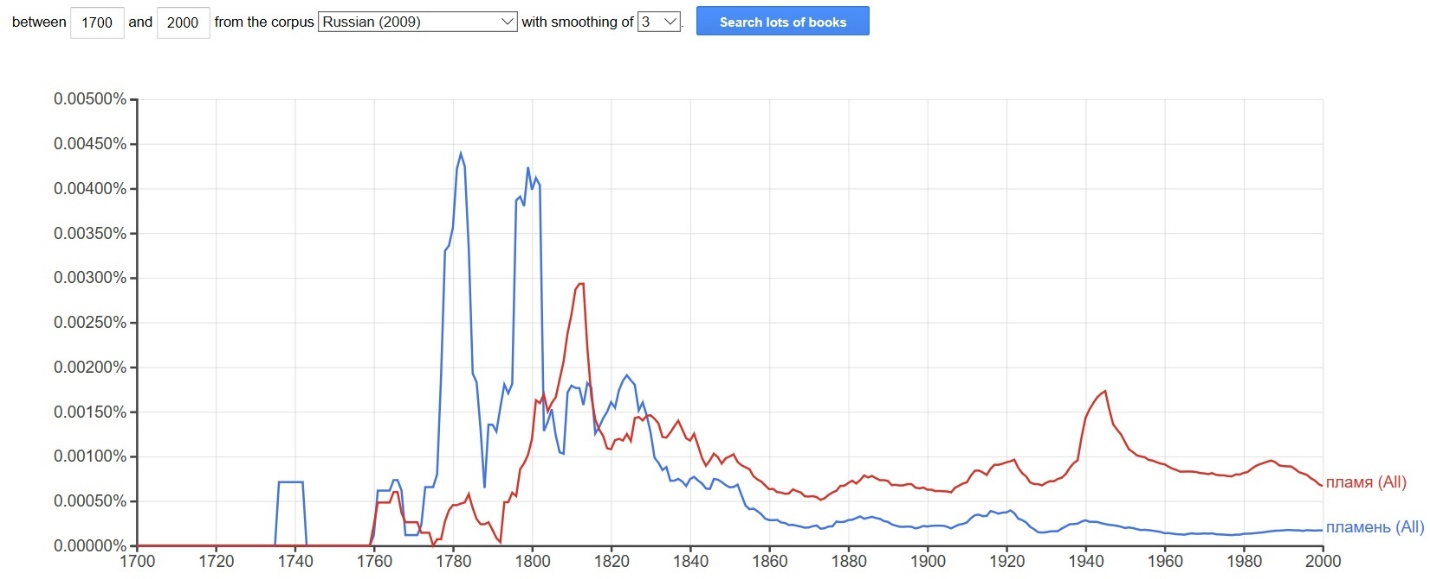 between 1700 and 2000 from the corpus Russian (2009) with smoothing of 3 . Search lots of books
0.00500%
0.00450%
0.00400%
0.00350%
0.00300%
0.00250%
0.00200%
0.00150%
0.00100%
0.00050%
0.00000%
пламя (All)
пламень (All)
1700 1720 1740 1760 1780 1800 1820 1840 1860 1880 1900 1920 1940 1960 1980 2000